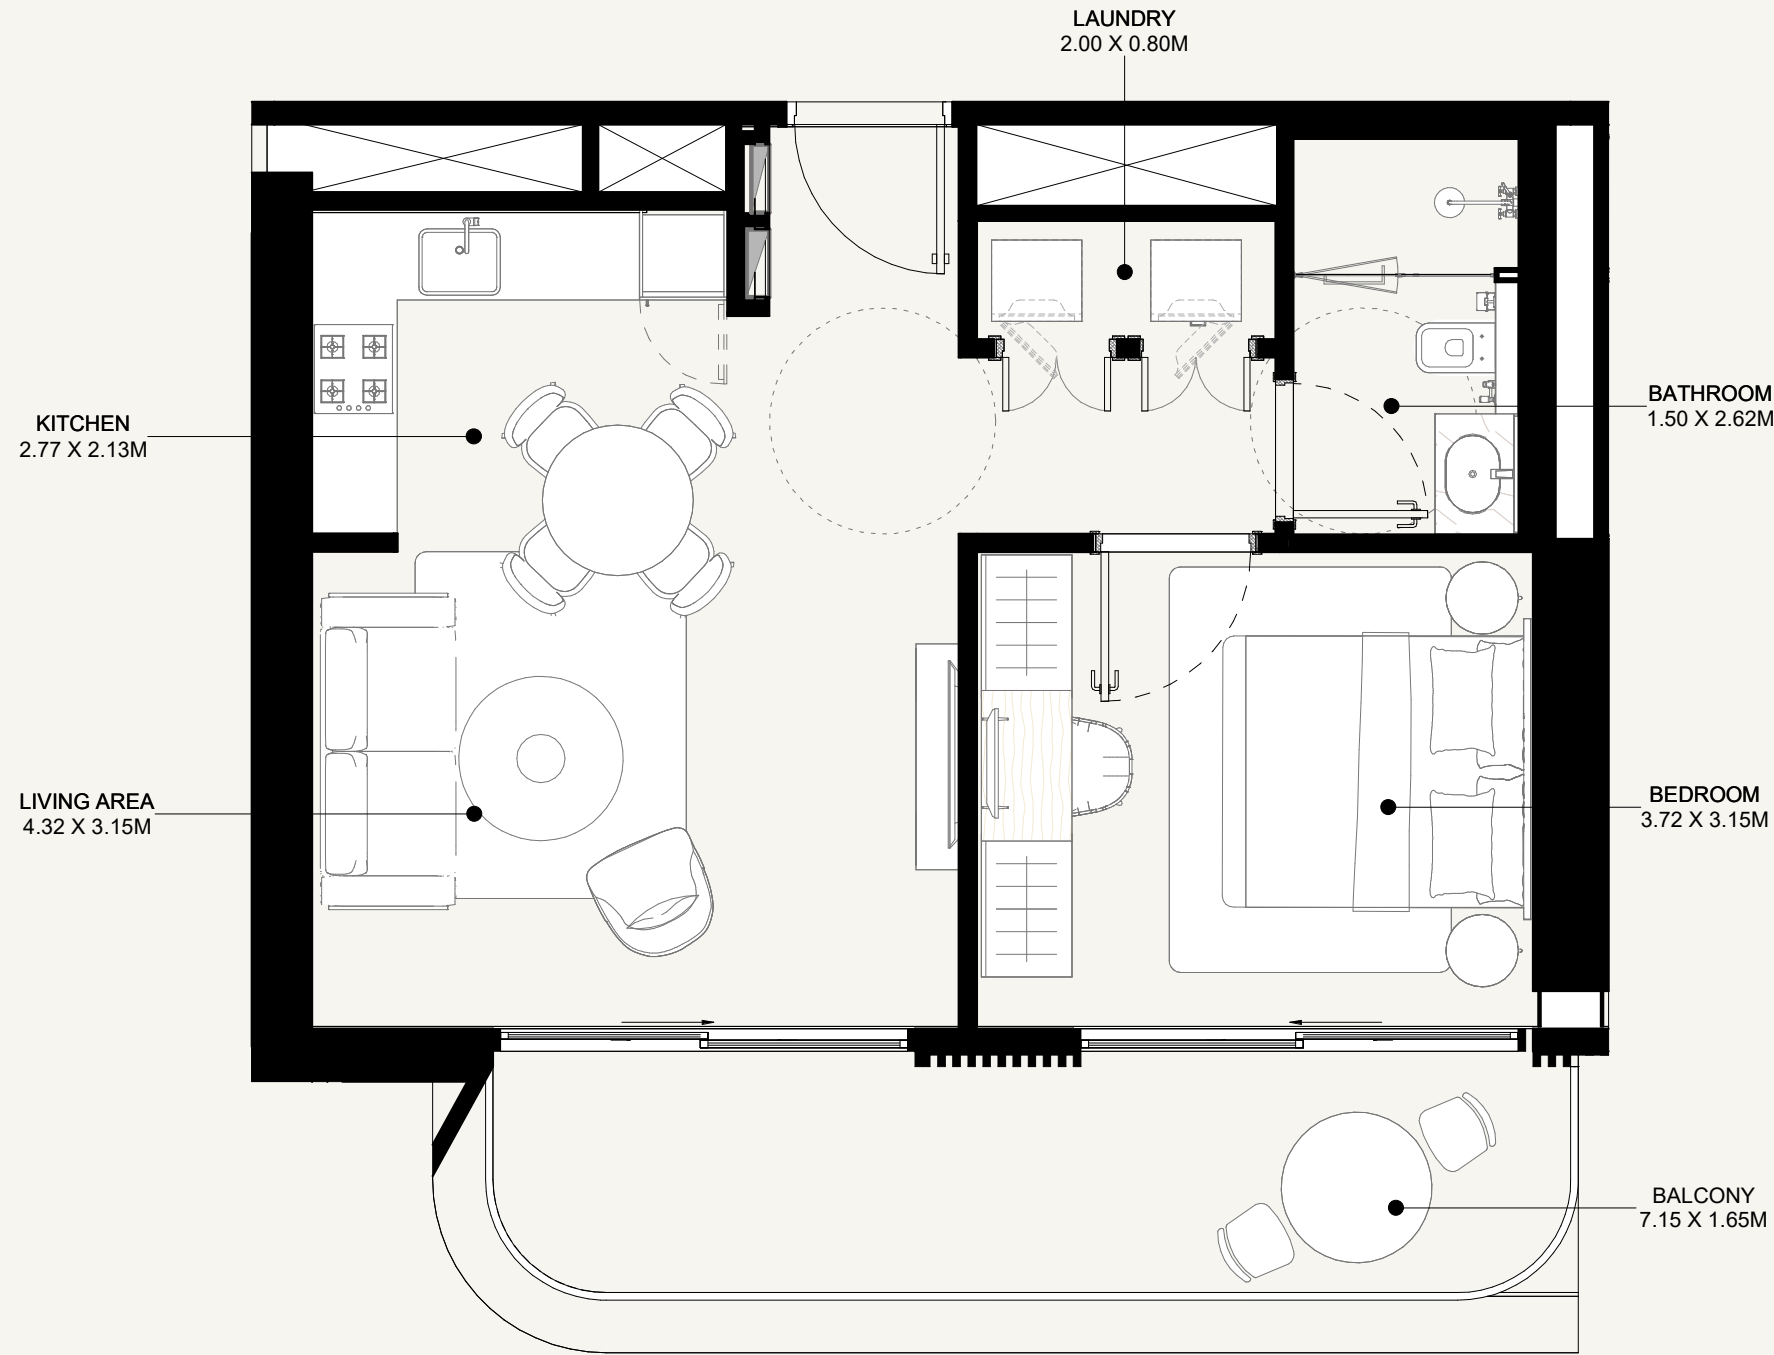 LAUNDRY
2.00 X 0.80M
KITCHEN
2.77 X 2.13M
BATHROOM
1.50 X 2.62M
LIVING AREA
4.32 X 3.15M
BEDROOM
3.72 X 3.15M
BALCONY
7.15 X 1.65M